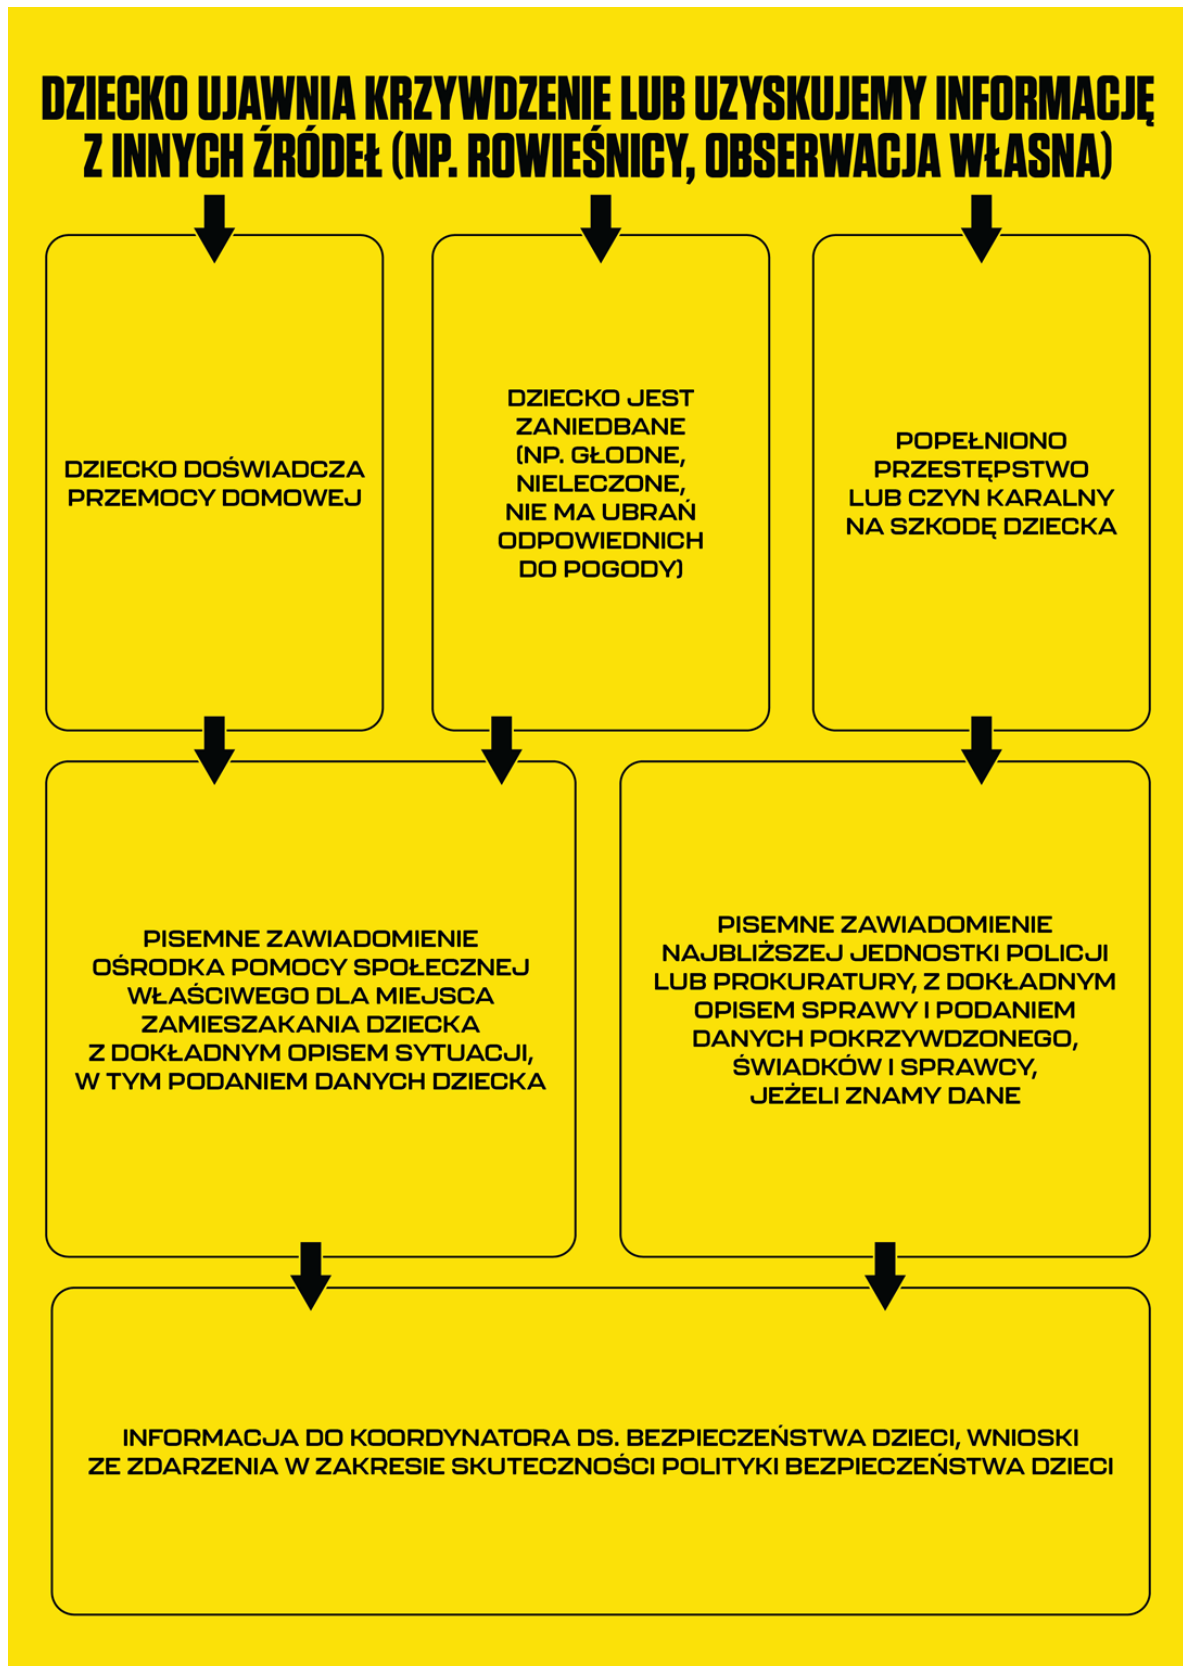 DZIECKO UJAWNIA KRZYWDZENIE LUB UZYSKUJEMY INFORMACJĘ
Z INNYCH ŹRÓDEŁ (NP. ROWIEŚNICY, OBSERWACJA WŁASNA)
DZIECKO DOŚWIADCZA
PRZEMOCY DOMOWEJ
DZIECKO JEST
ZANIEDBANE
(NP. GŁODNE,
NIELECZONE,
NIE MA UBRAŃ
ODPOWIEDNICH
DO POGODY)
POPEŁNIONO
PRZESTĘPSTWO
LUB CZYN KARALNY
NA SZKODĘ DZIECKA
PISEMNE ZAWIADOMIENIE
OŚRODKA POMOCY SPOŁECZNEJ
WŁAŚCIWEGO DLA MIEJSCA
ZAMIESZAKANIA DZIECKA
Z DOKŁADNYM OPISEM SYTUACJI,
W TYM PODANIEM DANYCH DZIECKA
PISEMNE ZAWIADOMIENIE
NAJBLIŻSZEJ JEDNOSTKI POLICJI
LUB PROKURATURY, Z DOKŁADNYM
OPISEM SPRAWY I PODANIEM
DANYCH POKRZYWDZONEGO,
ŚWIADKÓW I SPRAWCY,
JEŻELI ZNAMY DANE
INFORMACJA DO KOORDYNATORA DS. BEZPIECZEŃSTWA DZIECI, WNIOSKI
ZE ZDARZENIA W ZAKRESIE SKUTECZNOŚCI POLITYKI BEZPIECZEŃSTWA DZIECI